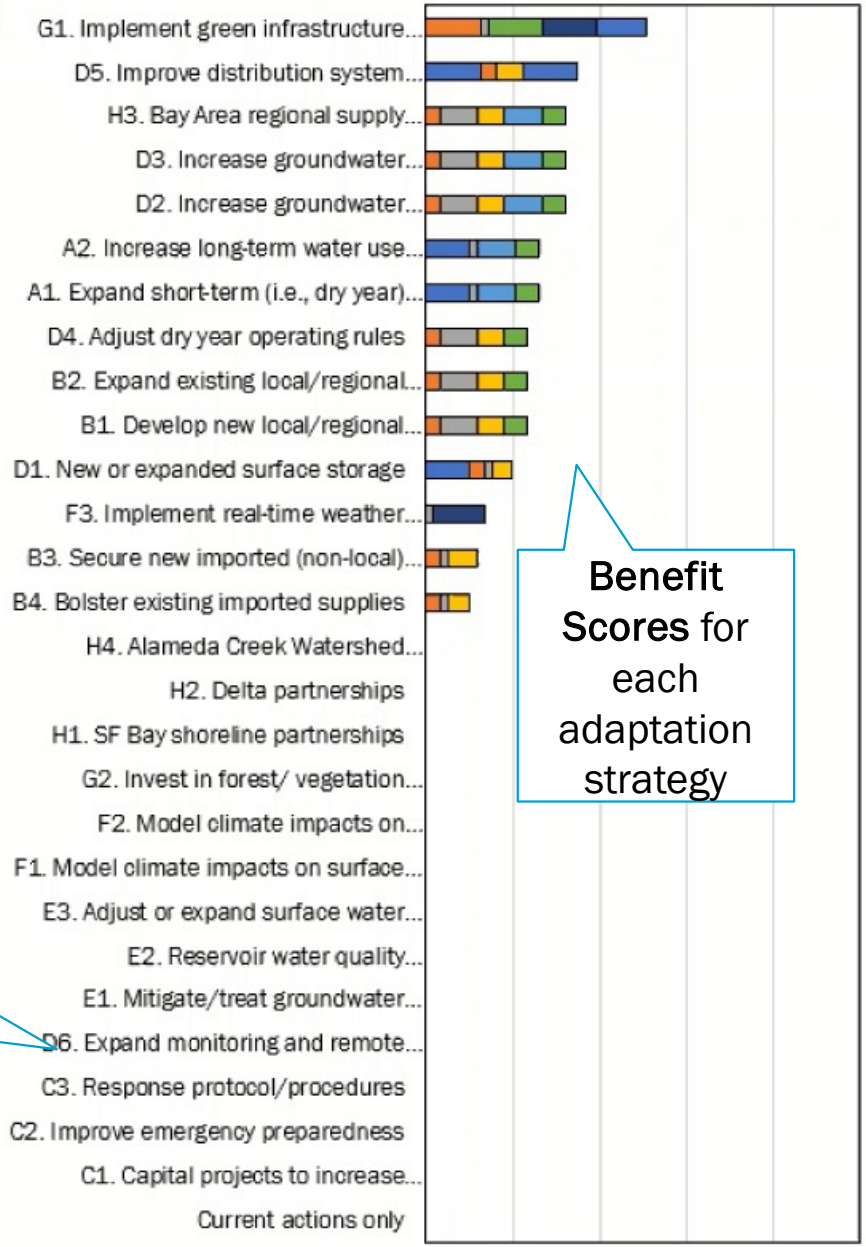 G1. Implement green infrastructure...
D5. Improve distribution system...
H3. Bay Area regional supply...
D3. Increase groundwater...
D2. Increase groundwater...
A2. Increase long-term water use...
A1. Expand short-term (i.e., dry year)...
D4. Adjust dry year operating rules
B2. Expand existing local/regional...
B1. Develop new local/regional...
D1. New or expanded surface storage
F3. Implement real-time weather...
B3. Secure new imported (non-local)...
B4. Bolster existing imported supplies
H4. Alameda Creek Watershed...
H2. Delta partnerships
H1. SF Bay shoreline partnerships
G2. Invest in forest/ vegetation...
F2. Model climate impacts on...
F1. Model climate impacts on surface...
E3. Adjust or expand surface water...
E2. Reservoir water quality...
E1. Mitigate/treat groundwater...
D6. Expand monitoring and remote...
C3. Response protocol/procedures
C2. Improve emergency preparedness
C1. Capital projects to increase...
Current actions only
Benefit
Scores for
each
adaptation
strategy